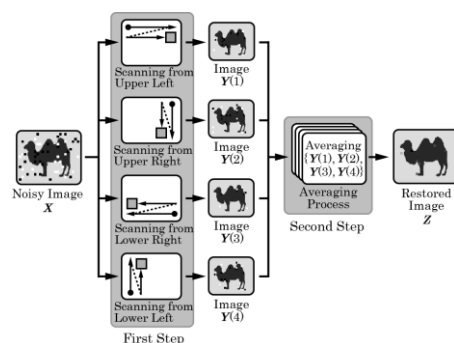 Scanning from
Upper Left
Image
Y(1)
Scanning from
Upper Right
Image
Y(2)
Noisy Image
X
Scanning from
Lower Right
Image
Y(3)
Scanning from
Lower Left
Image
Y(4)
First Step
Averaging
{Y(1), Y(2),
Y(3), Y(4)}
Averaging
Process
Second Step
Restored
Image
Z